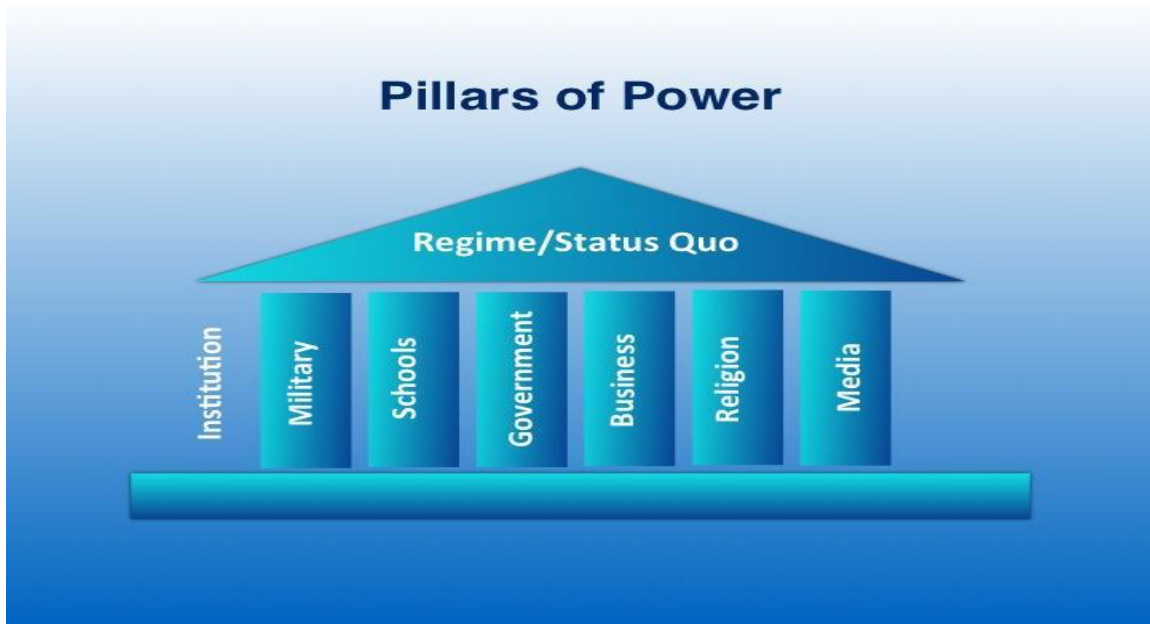 Pillars of Power
Regime/Status Quo
Institution
Military
Schools
Government
Business
Religion
Media